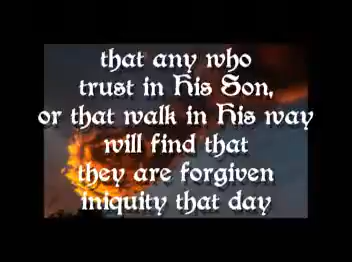 that any who
trust in His Son,
or that walk in His way
will find that
they are forgiven
iniquity that day